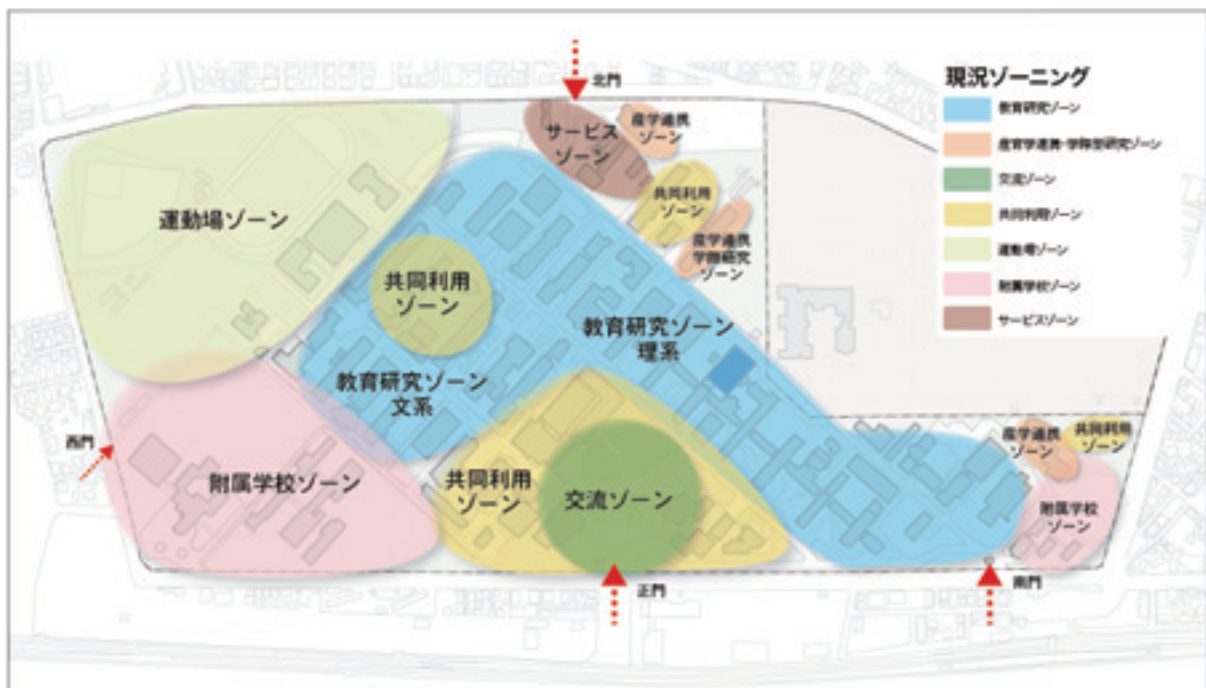 北門
現況ゾーニング
教育研究ゾーン
産官学連携・学際型研究ゾーン
交流ゾーン
共同利用ゾーン
運動場ゾーン
附属学校ゾーン
サービスゾーン
サービス
ゾーン
産学連携
ゾーン
共同利用
ゾーン
産学連携
学際研究
ゾーン
運動場ゾーン
共同利用
ゾーン
教育研究ゾーン
理系
教育研究ゾーン
文系
西門
附属学校ゾーン
共同利用
ゾーン
交流ゾーン
産学連携
ゾーン
共同利用
ゾーン
附属学校
ゾーン
正門
南門